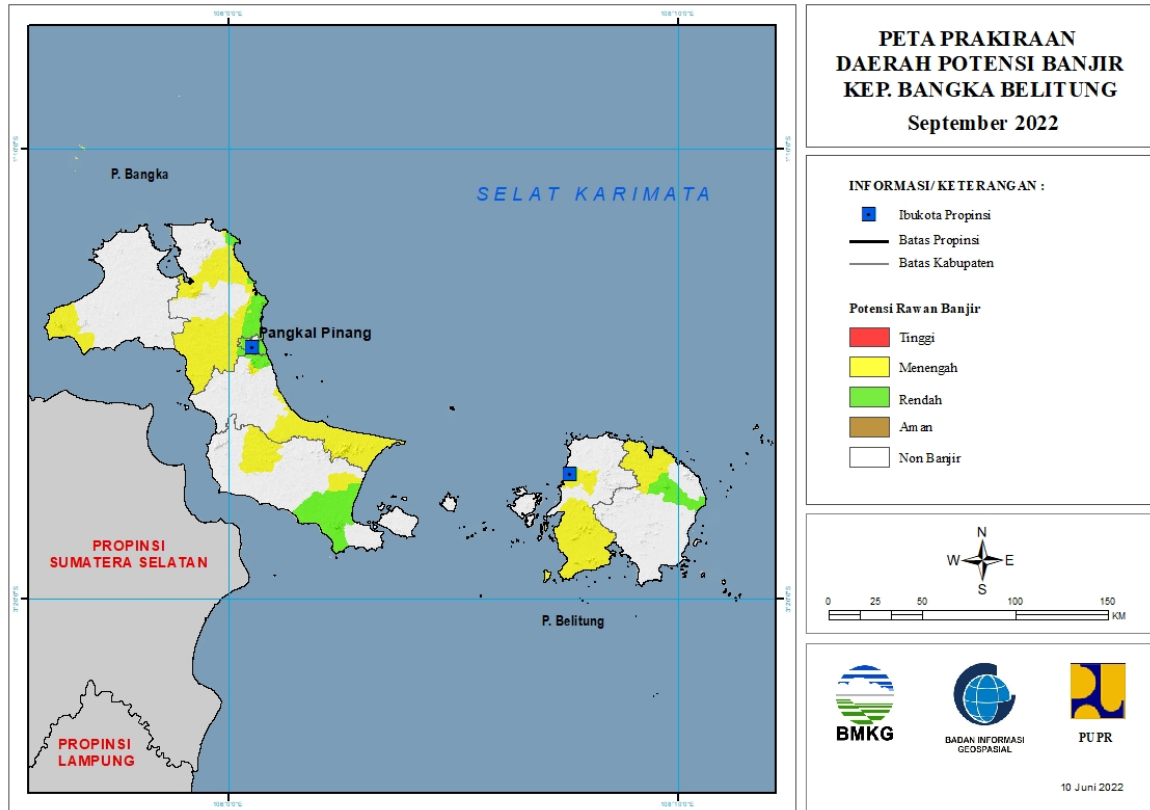 PETA PRAKIRAAN
DAERAH POTENSI BANJIR
KEP. BANGKA BELITUNG
September 2022
P. Bangka
SELAT KARIMATA
Pangkal Pinang
P. Belitung
PROPINSI
SUMATERA SELATAN
PROPINSI
LAMPUNG
INFORMASI/ KETERANGAN :
Ibukota Propinsi
Batas Propinsi
Batas Kabupaten
Potensi Rawan Banjir
Tinggi
Menengah
Rendah
Aman
Non Banjir
N
W E
S
0 25 50 100 150
KM
BMKG
BADAN INFORMASI
GEOSPASIAL
PUPR
10 Juni 2022